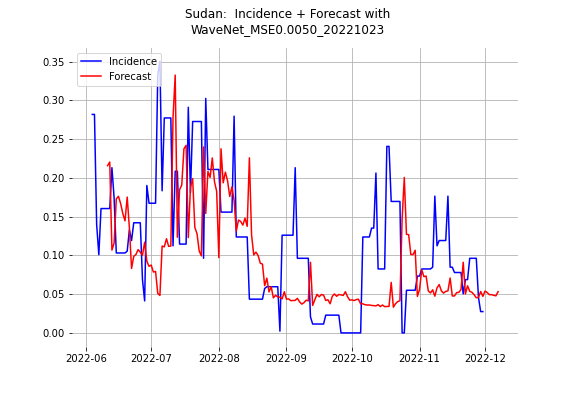 Sudan:  Incidence + Forecast with
WaveNet_MSE0.0050_20221023
Incidence
Forecast
0.35
0.30
0.25
0.20
0.15
0.10
0.05
0.00
2022-06 2022-07 2022-08 2022-09 2022-10 2022-11 2022-12